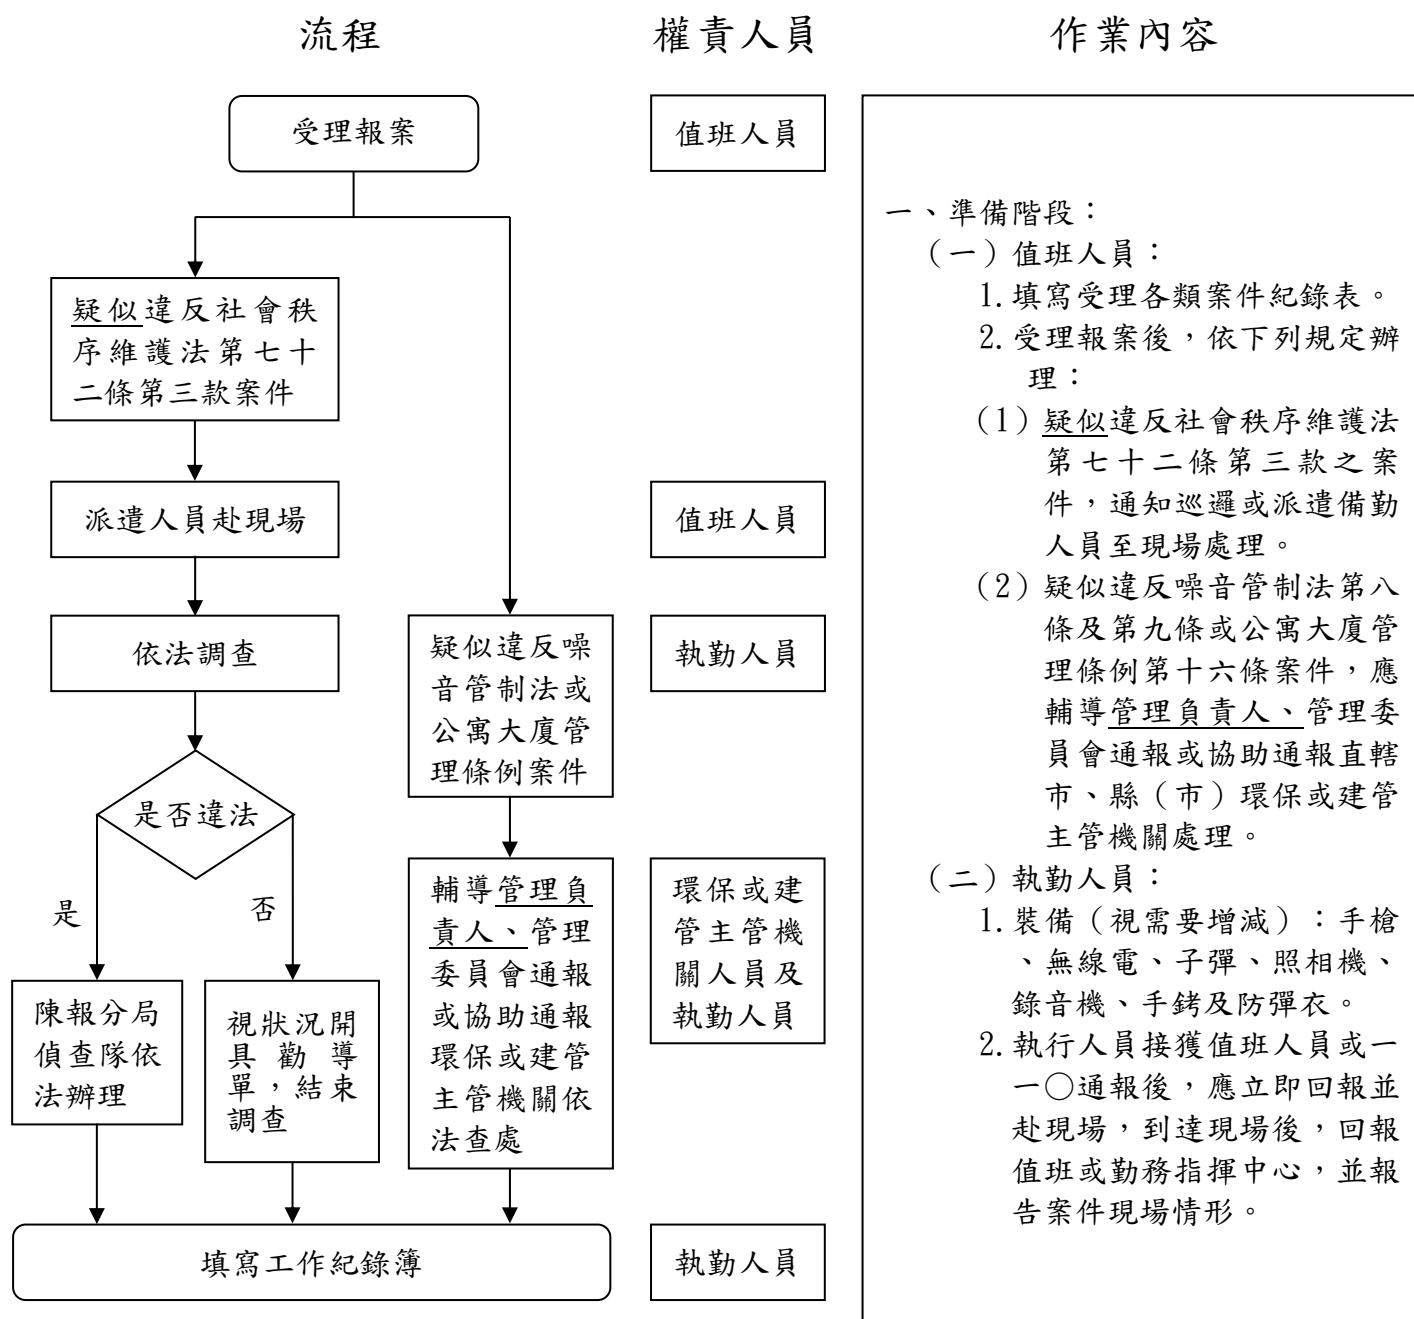 流程
權責人員
作業內容
受理報案
值班人員
疑似違反社會秩
序維護法第七十
二條第三款案件
派遣人員赴現場
值班人員
依法調查
疑似違反噪
音管制法或
公寓大廈管
理條例案件
執勤人員
是否違法
是
否
陳報分局
偵查隊依
法辦理
視狀況開
具勸導
單，結束
調查
輔導管理負
責人、管理
委員會通報
或協助通報
環保或建管
主管機關依
法查處
環保或建
管主管機
關人員及
執勤人員
填寫工作紀錄簿
執勤人員
一、準備階段：
（一）值班人員：
1.填寫受理各類案件紀錄表。
2.受理報案後，依下列規定辦
理：
（1）疑似違反社會秩序維護法
第七十二條第三款之案
件，通知巡邏或派遣備勤
人員至現場處理。
（2）疑似違反噪音管制法第八
條及第九條或公寓大廈管
理條例第十六條案件，應
輔導管理負責人、管理委
員會通報或協助通報直轄
市、縣（市）環保或建管
主管機關處理。
（二）執勤人員：
1.裝備（視需要增減）：手槍
、無線電、子彈、照相機、
錄音機、手銬及防彈衣。
2.執行人員接獲值班人員或一
一○通報後，應立即回報並
赴現場，到達現場後，回報
值班或勤務指揮中心，並報
告案件現場情形。